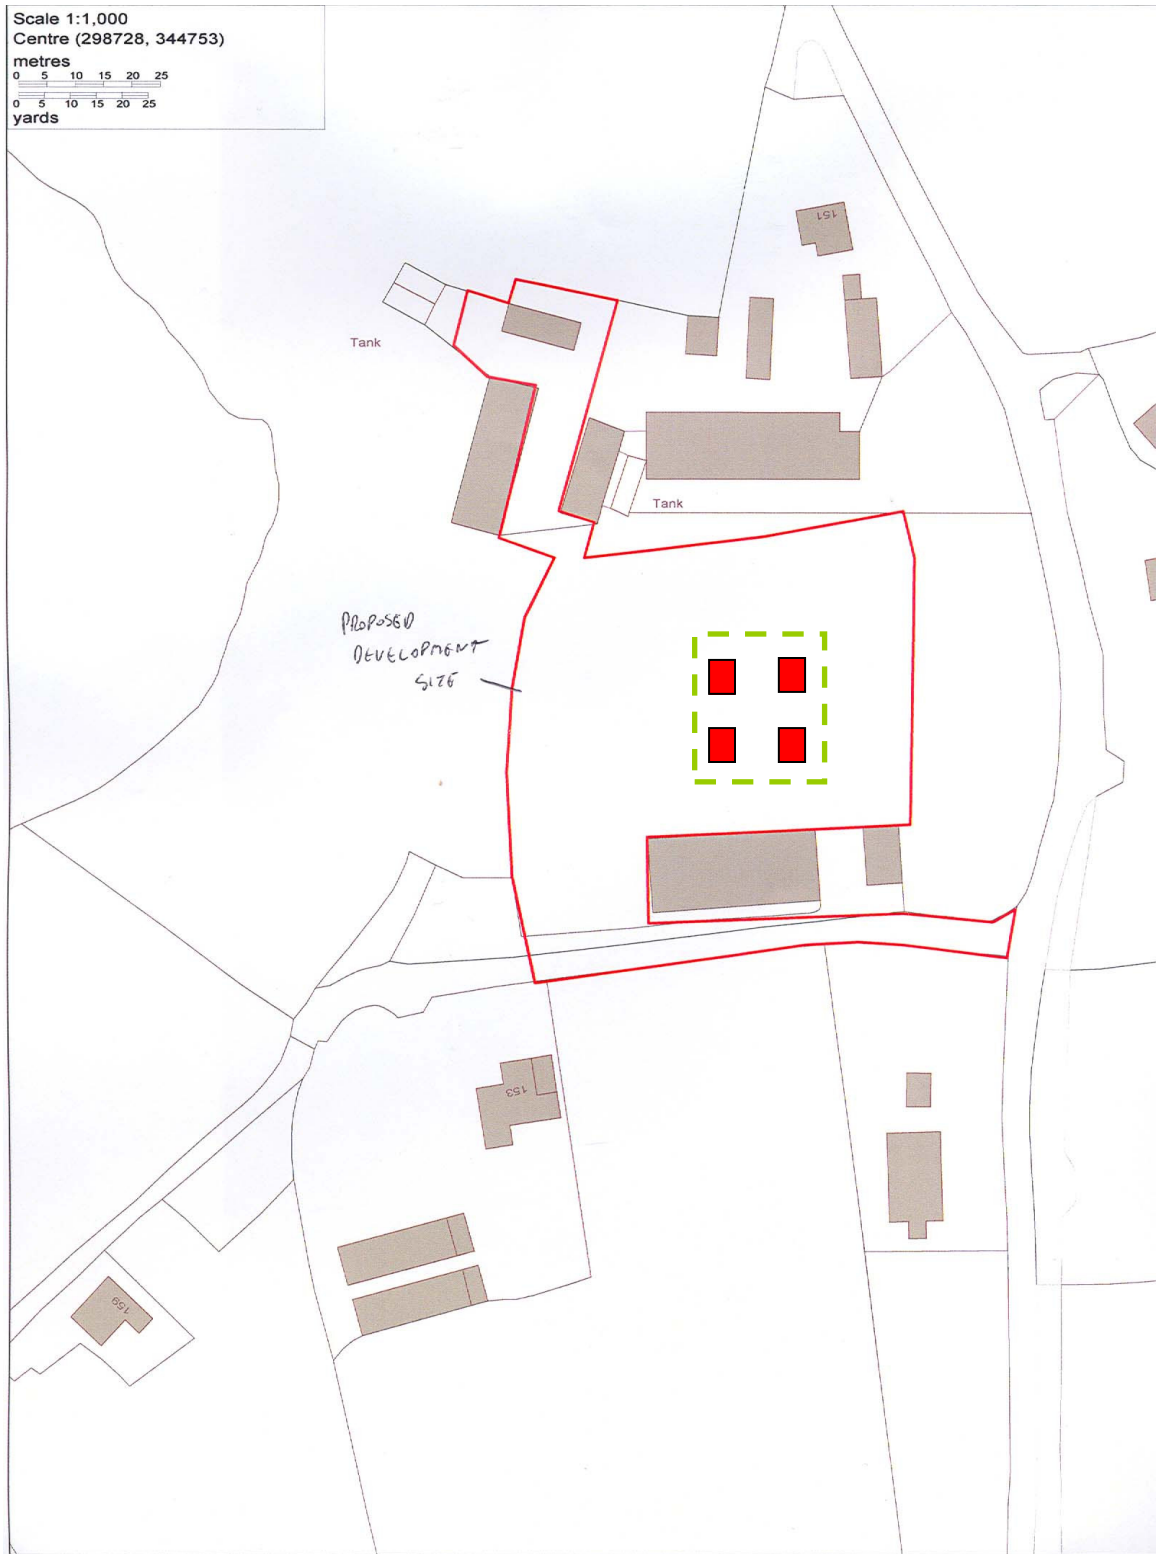 Scale 1:1,000
Centre (298728, 344753)
metres
0 5 10 15 20 25
0 5 10 15 20 25
yards
151
Tank
Tank
PROPOSED
DEVELOPMENT
SITE
153
159